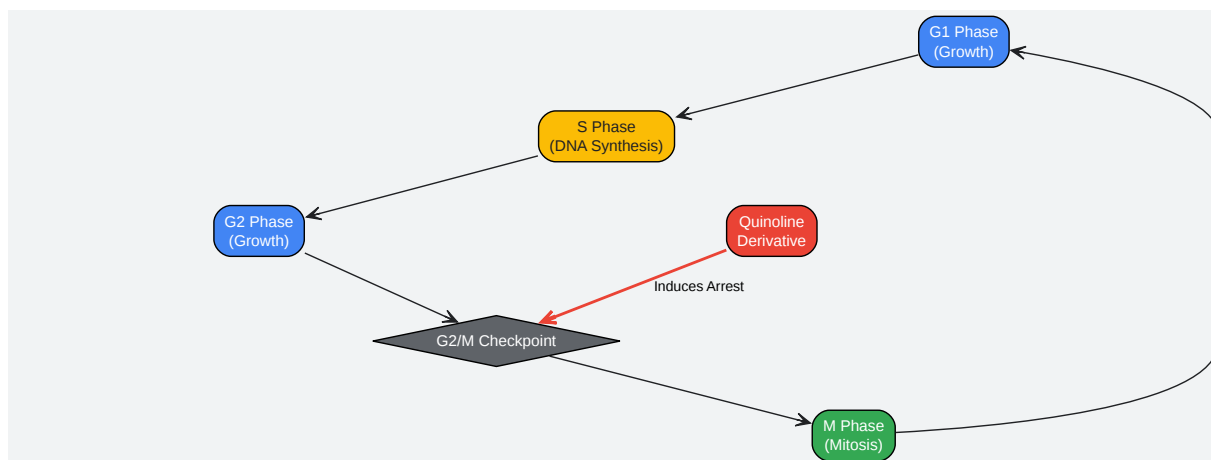 G1 Phase
(Growth)
S Phase
(DNA Synthesis)
G2 Phase
(Growth)
Quinoline
Derivative
Induces Arrest
G2/M Checkpoint
M Phase
(Mitosis)